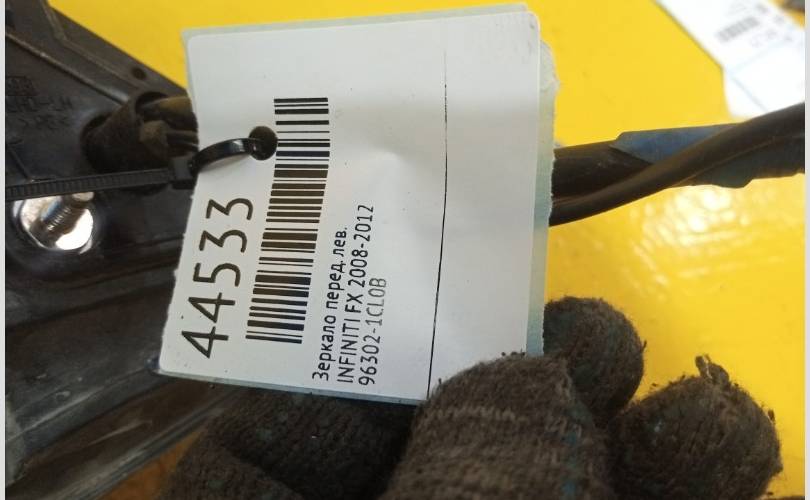 44533
Зеркало перед. лев.
INFINITI FX 2008-2012
96302-1CL0B